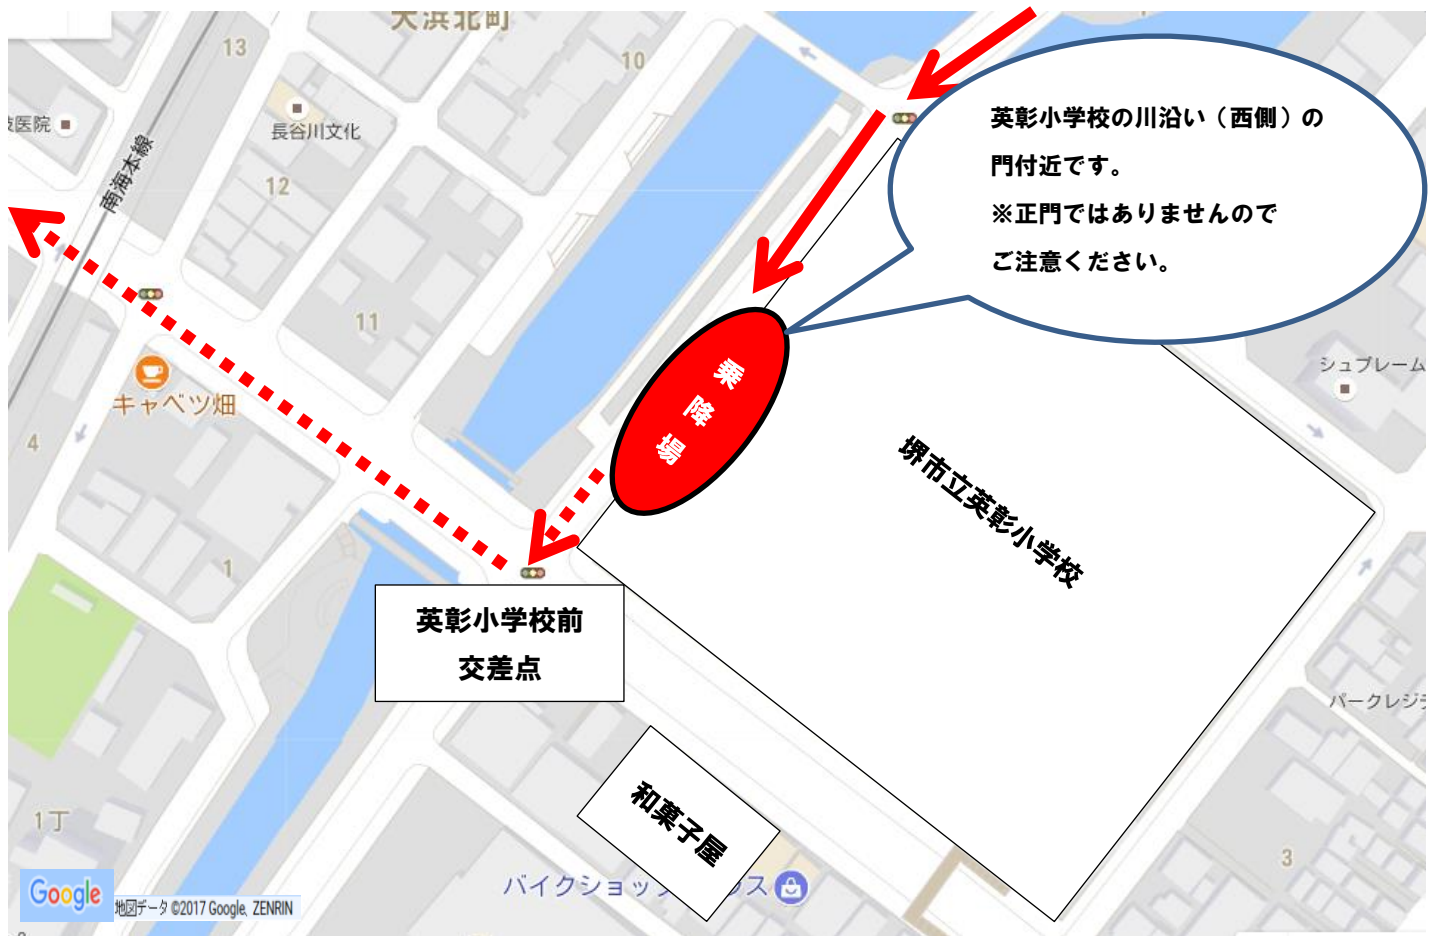 大浜北町
13
10
医院
長谷川文化
南海本線
12
英彰小学校の川沿い（西側）の
門付近です。
※正門ではありませんので
ご注意ください。
11
乗降場
シュプレーム
キャベツ畑
4
堺市立英彰小学校
1
英彰小学校前
交差点
パークレジデ
和菓子屋
1丁
3
バイクショップ
ス
Google
地図データ ©2017 Google, ZENRIN